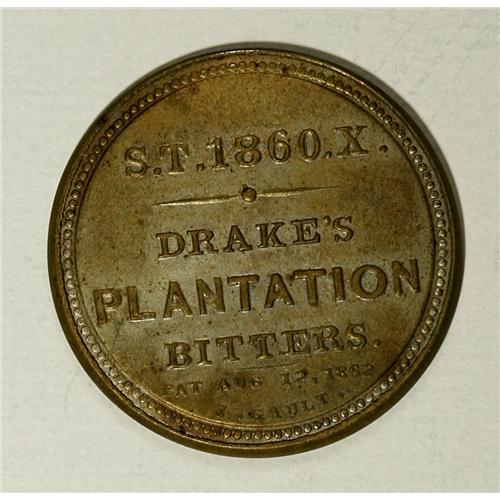 S.T.1860.X.
DRAKE'S
PLANTATION
BITTERS.
PAT AUG 12, 1862
J. GAULT.